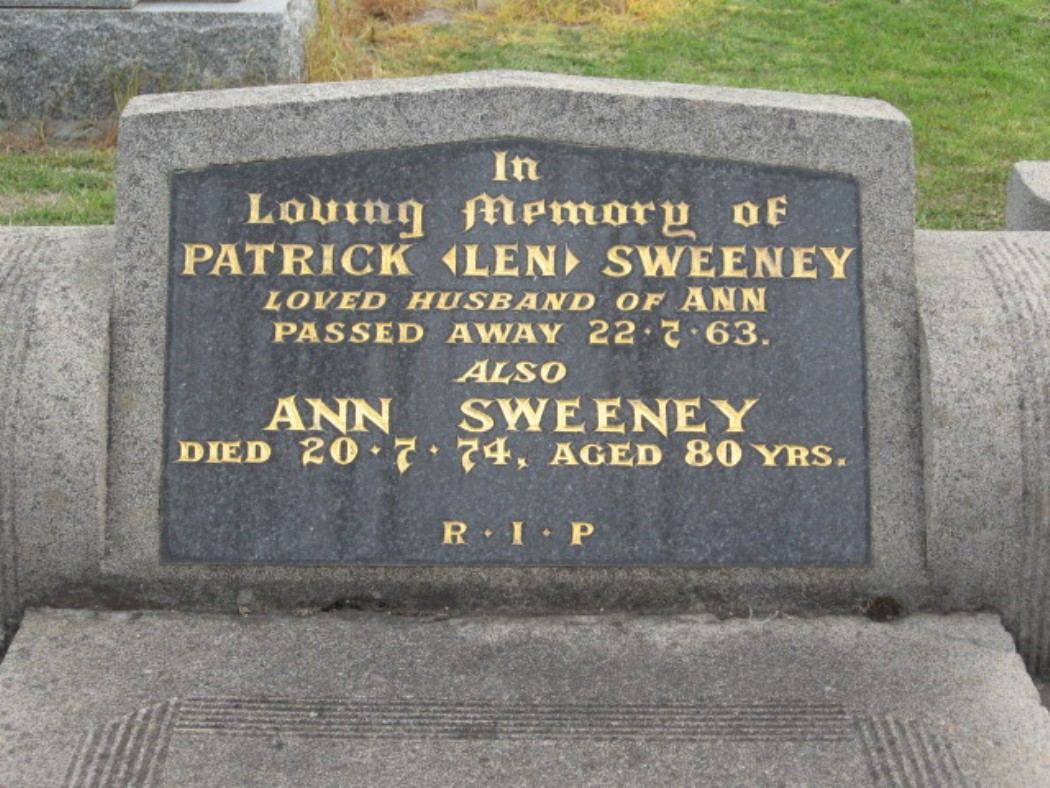 In
Loving Memory of
PATRICK (LEN) SWEENEY
LOVED HUSBAND OF ANN
PASSED AWAY 22·7·63.
ALSO
ANN SWEENEY
DIED 20·7·74, AGED 80 YRS.
R·I·P